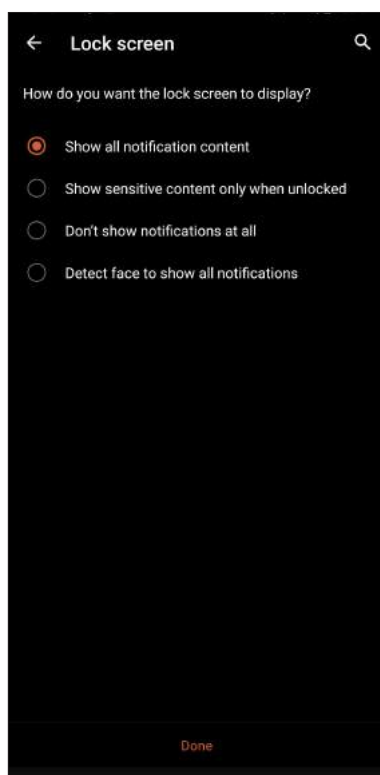 Lock screen
How do you want the lock screen to display?
Show all notification content
Show sensitive content only when unlocked
Don't show notifications at all
Detect face to show all notifications
Done